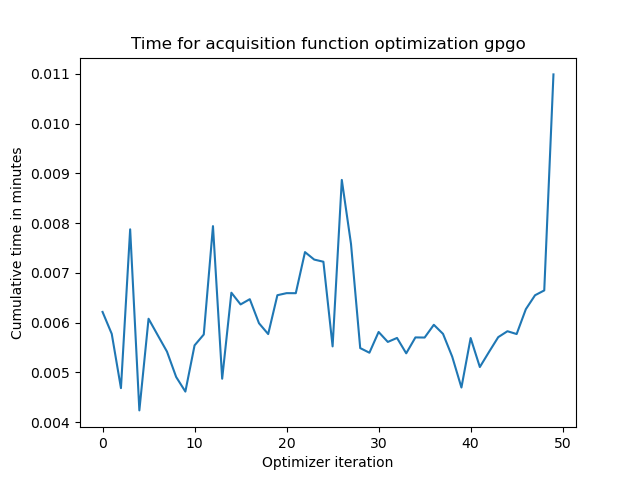 Time for acquisition function optimization gpgo
0.011
0.010
0.009
0.008
0.007
0.006
0.005
0.004
Cumulative time in minutes
0 10 20 30 40 50
Optimizer iteration